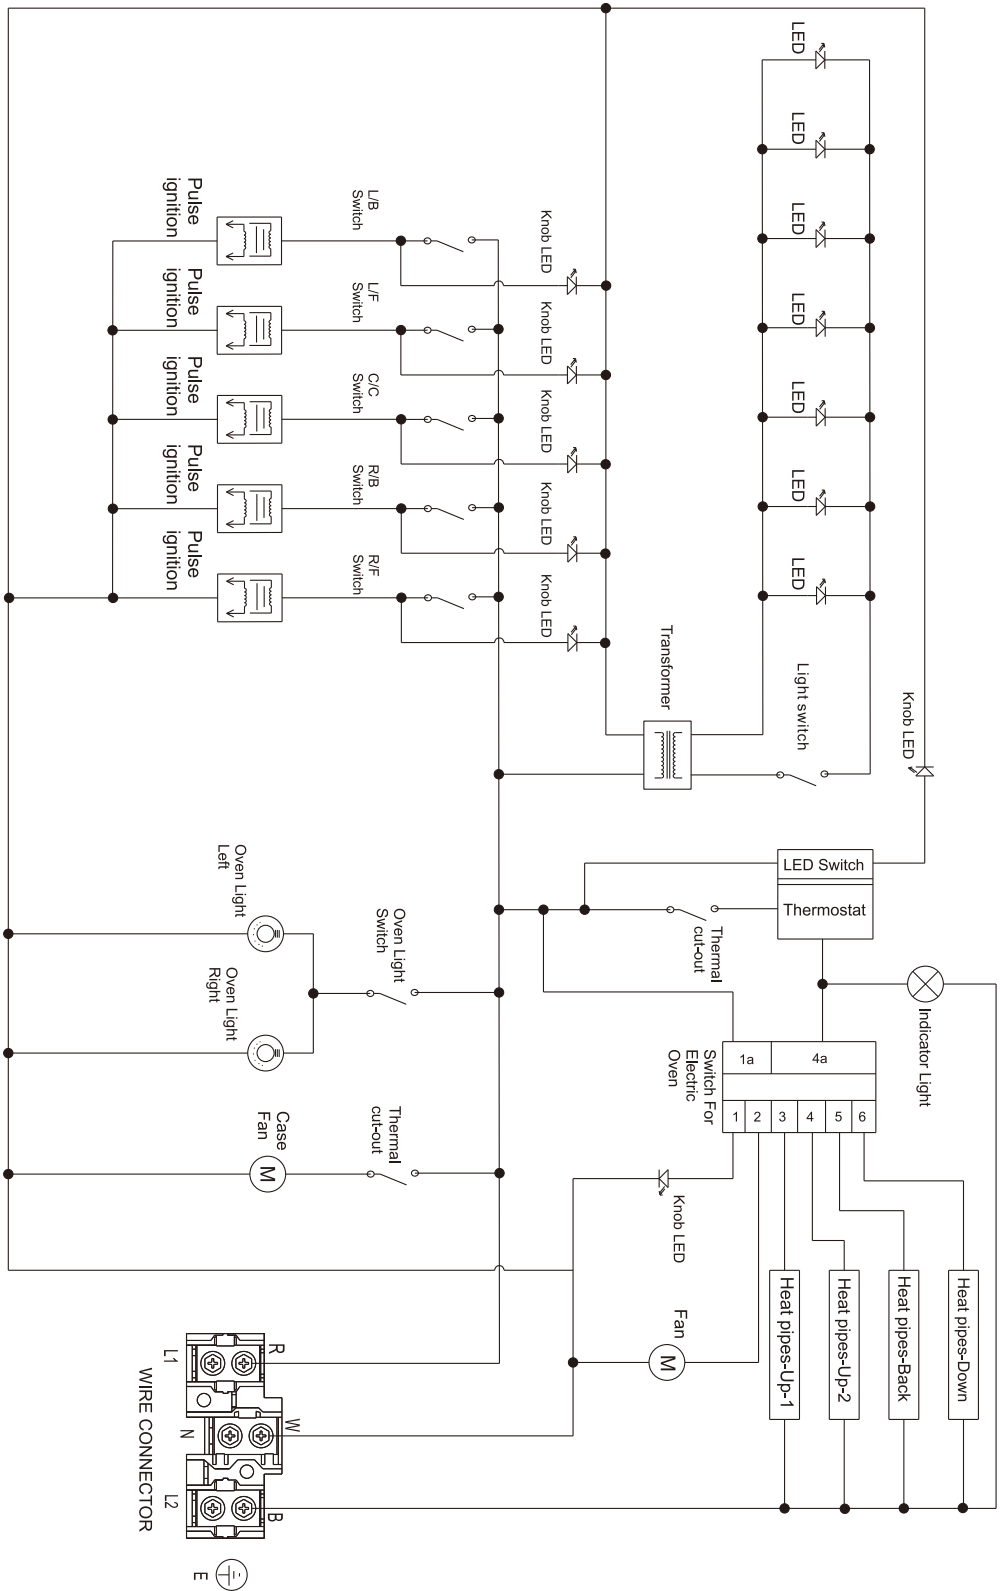 LED
LED
LED
LED
LED
LED
LED
Pulse
ignition
Pulse
ignition
Pulse
ignition
Pulse
ignition
Pulse
ignition
L/B
Switch
L/F
Switch
C/C
Switch
R/B
Switch
R/F
Switch
Knob LED
Knob LED
Knob LED
Knob LED
Knob LED
Transformer
Light switch
Knob LED
LED Switch
Thermostat
Thermal
cut-out
Oven Light
Left
Oven Light
Switch
Oven Light
Right
Indicator Light
Switch For
Electric
Oven
1a
4a
1
2
3
4
5
6
Case
Fan
M
Thermal
cut-out
Knob LED
Fan
M
Heat pipes-Up-1
Heat pipes-Up-2
Heat pipes-Back
Heat pipes-Down
L1
R
N
W
L2
B
WIRE CONNECTOR
E